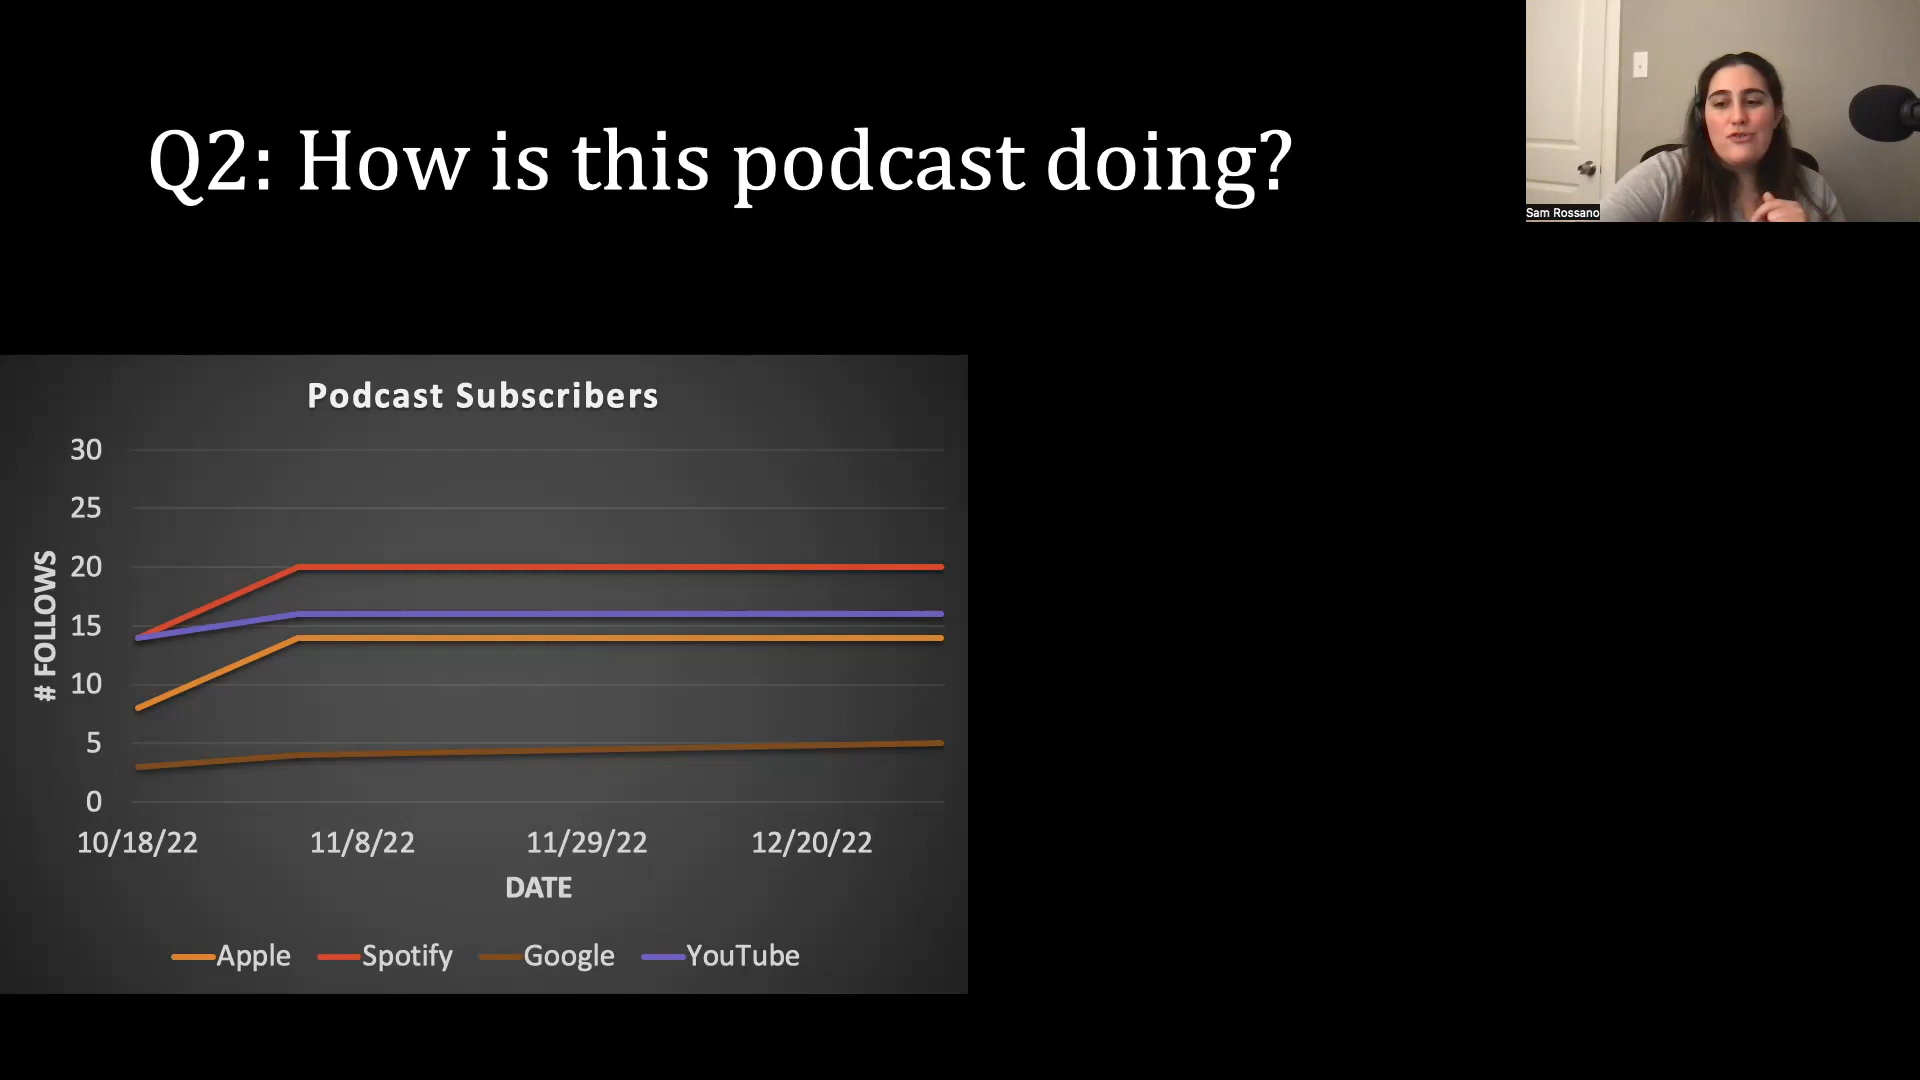 Q2: How is this podcast doing?
Sam Rossano
Podcast Subscribers
30
25
20
15
10
5
0
# FOLLOWS
10/18/22 11/8/22 11/29/22 12/20/22
DATE
Apple Spotify Google YouTube